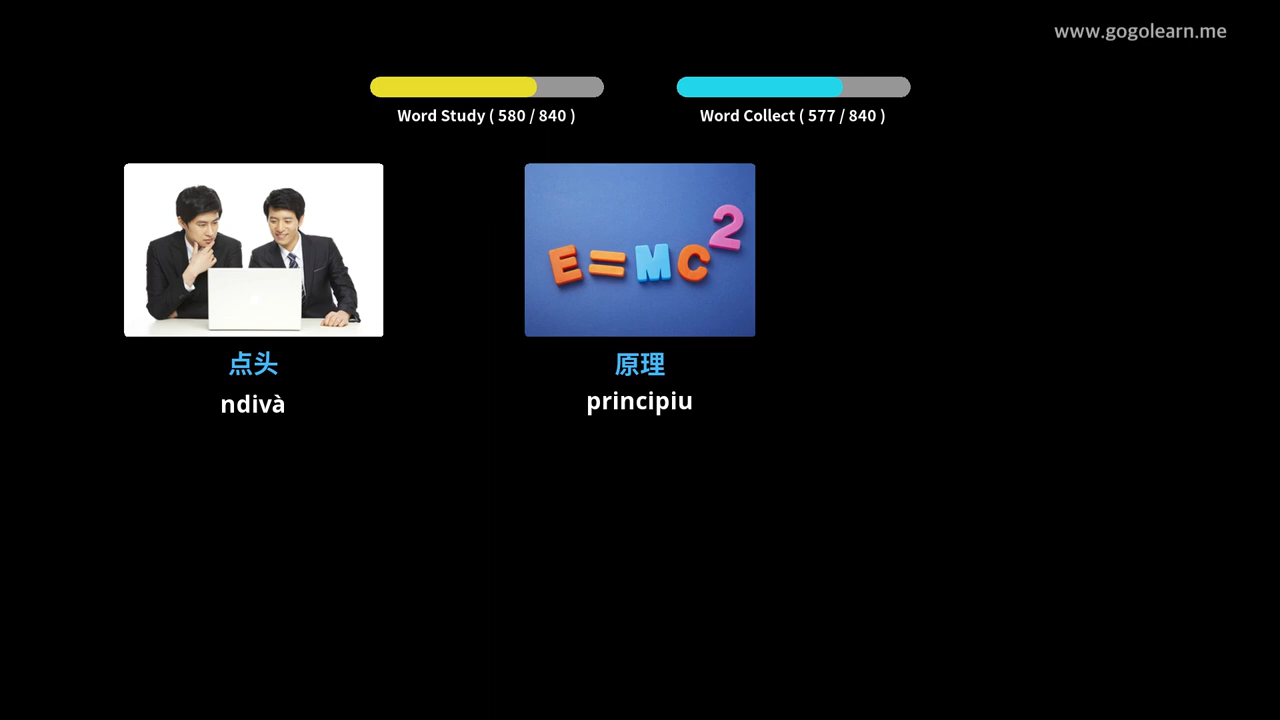 www.gogolearn.me
Word Study ( 580 / 840 )
Word Collect ( 577 / 840 )
E=MC2
点头
原理
ndivà
principiu